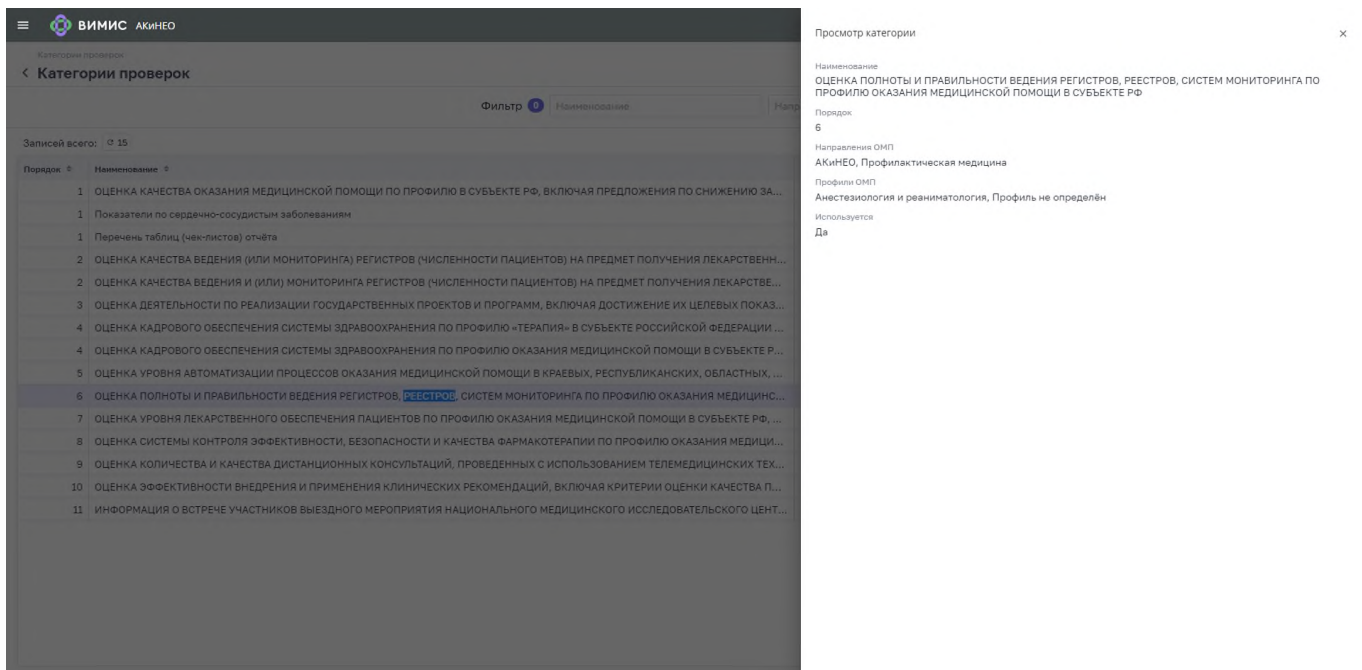 ВИМИС АКиНЕО
Категории проверок
Категории проверок
Фильтр 0 Наименование Напр
Записей всего: 15
Порядок Наименование
1 ОЦЕНКА КАЧЕСТВА ОКАЗАНИЯ МЕДИЦИНСКОЙ ПОМОЩИ ПО ПРОФИЛЮ В СУБЪЕКТЕ РФ, ВКЛЮЧАЯ ПРЕДЛОЖЕНИЯ ПО СНИЖЕНИЮ ЗА...
1 Показатели по сердечно-сосудистым заболеваниям
1 Перечень таблиц (чек-листов) отчёта
2 ОЦЕНКА КАЧЕСТВА ВЕДЕНИЯ (ИЛИ МОНИТОРИНГА) РЕГИСТРОВ (ЧИСЛЕННОСТИ ПАЦИЕНТОВ) НА ПРЕДМЕТ ПОЛУЧЕНИЯ ЛЕКАРСТВЕНН...
2 ОЦЕНКА КАЧЕСТВА ВЕДЕНИЯ И (ИЛИ) МОНИТОРИНГА РЕГИСТРОВ (ЧИСЛЕННОСТИ ПАЦИЕНТОВ) НА ПРЕДМЕТ ПОЛУЧЕНИЯ ЛЕКАРСТВЕ...
3 ОЦЕНКА ДЕЯТЕЛЬНОСТИ ПО РЕАЛИЗАЦИИ ГОСУДАРСТВЕННЫХ ПРОЕКТОВ И ПРОГРАММ, ВКЛЮЧАЯ ДОСТИЖЕНИЕ ИХ ЦЕЛЕВЫХ ПОКАЗ...
4 ОЦЕНКА КАДРОВОГО ОБЕСПЕЧЕНИЯ СИСТЕМЫ ЗДРАВООХРАНЕНИЯ ПО ПРОФИЛЮ «ТЕРАПИЯ» В СУБЪЕКТЕ РОССИЙСКОЙ ФЕДЕРАЦИИ ...
4 ОЦЕНКА КАДРОВОГО ОБЕСПЕЧЕНИЯ СИСТЕМЫ ЗДРАВООХРАНЕНИЯ ПО ПРОФИЛЮ ОКАЗАНИЯ МЕДИЦИНСКОЙ ПОМОЩИ В СУБЪЕКТЕ Р...
5 ОЦЕНКА УРОВНЯ АВТОМАТИЗАЦИИ ПРОЦЕССОВ ОКАЗАНИЯ МЕДИЦИНСКОЙ ПОМОЩИ В КРАЕВЫХ, РЕСПУБЛИКАНСКИХ, ОБЛАСТНЫХ, ...
6 ОЦЕНКА ПОЛНОТЫ И ПРАВИЛЬНОСТИ ВЕДЕНИЯ РЕГИСТРОВ, РЕЕСТРОВ, СИСТЕМ МОНИТОРИНГА ПО ПРОФИЛЮ ОКАЗАНИЯ МЕДИЦИНС...
7 ОЦЕНКА УРОВНЯ ЛЕКАРСТВЕННОГО ОБЕСПЕЧЕНИЯ ПАЦИЕНТОВ ПО ПРОФИЛЮ ОКАЗАНИЯ МЕДИЦИНСКОЙ ПОМОЩИ В СУБЪЕКТЕ РФ, ...
8 ОЦЕНКА СИСТЕМЫ КОНТРОЛЯ ЭФФЕКТИВНОСТИ, БЕЗОПАСНОСТИ И КАЧЕСТВА ФАРМАКОТЕРАПИИ ПО ПРОФИЛЮ ОКАЗАНИЯ МЕДИЦИ...
9 ОЦЕНКА КОЛИЧЕСТВА И КАЧЕСТВА ДИСТАНЦИОННЫХ КОНСУЛЬТАЦИЙ, ПРОВЕДЕННЫХ С ИСПОЛЬЗОВАНИЕМ ТЕЛЕМЕДИЦИНСКИХ ТЕХ...
10 ОЦЕНКА ЭФФЕКТИВНОСТИ ВНЕДРЕНИЯ И ПРИМЕНЕНИЯ КЛИНИЧЕСКИХ РЕКОМЕНДАЦИЙ, ВКЛЮЧАЯ КРИТЕРИИ ОЦЕНКИ КАЧЕСТВА П...
11 ИНФОРМАЦИЯ О ВСТРЕЧЕ УЧАСТНИКОВ ВЫЕЗДНОГО МЕРОПРИЯТИЯ НАЦИОНАЛЬНОГО МЕДИЦИНСКОГО ИССЛЕДОВАТЕЛЬСКОГО ЦЕНТ...
Просмотр категории
Наименование
ОЦЕНКА ПОЛНОТЫ И ПРАВИЛЬНОСТИ ВЕДЕНИЯ РЕГИСТРОВ, РЕЕСТРОВ, СИСТЕМ МОНИТОРИНГА ПО
ПРОФИЛЮ ОКАЗАНИЯ МЕДИЦИНСКОЙ ПОМОЩИ В СУБЪЕКТЕ РФ
Порядок
6
Направления ОМП
АКиНЕО, Профилактическая медицина
Профили ОМП
Анестезиология и реаниматология, Профиль не определён
Используется
Да